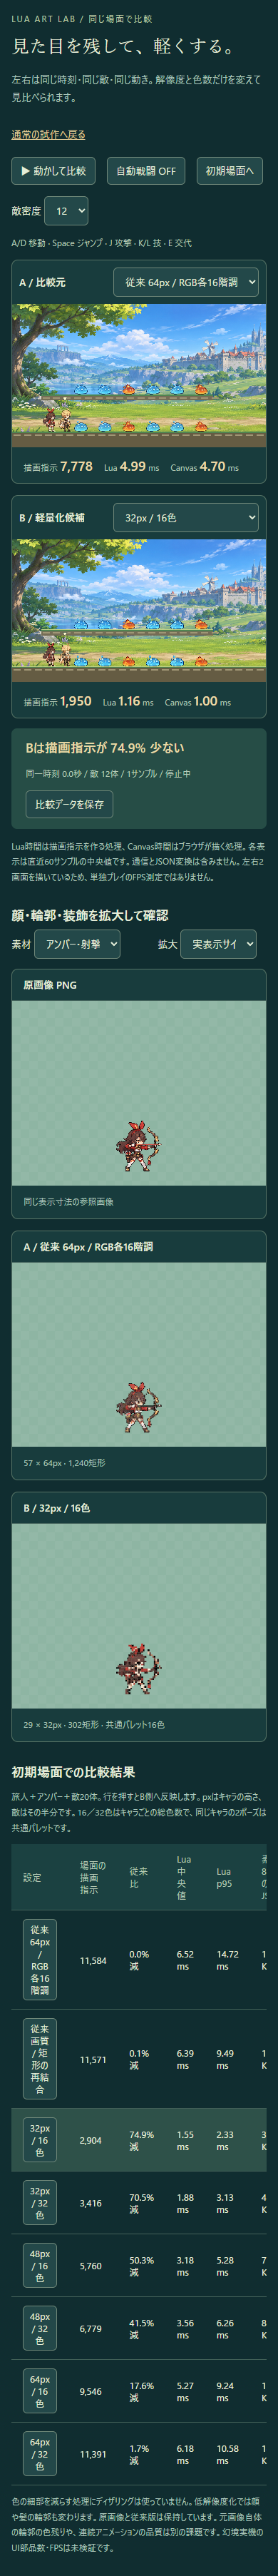 LUA ART LAB / 同じ場面で比較
見た目を残して、軽くする。
左右は同じ時刻・同じ敵・同じ動き。解像度と色数だけを変えて
見比べられます。
通常の試作へ戻る
▶ 動かして比較
自動戦闘 OFF
初期場面へ
敵密度 12
A/D 移動・Space ジャンプ・J 攻撃・K/L 技・E 交代
A / 比較元
従来 64px / RGB各16階調
描画指示 7,778 Lua 4.99 ms Canvas 4.70 ms
B / 軽量化候補
32px / 16色
描画指示 1,950 Lua 1.16 ms Canvas 1.00 ms
Bは描画指示が 74.9% 少ない
同一時刻 0.0秒 / 敵 12体 / 1サンプル / 停止中
比較データを保存
Lua時間は描画指示を作る処理、Canvas時間はブラウザが描く処理。各表
示は直近60サンプルの中央値です。通信とJSON変換は含みません。左右2
画面を描いているため、単独プレイのFPS測定ではありません。
顔・輪郭・装飾を拡大して確認
素材 アンバー・射撃
拡大 実表示サイ
原画像 PNG
同じ表示寸法の参照画像
A / 従来 64px / RGB各16階調
57 × 64px・1,240矩形
B / 32px / 16色
29 × 32px・302矩形・共通パレット16色
初期場面での比較結果
旅人＋アンバー＋敵20体。行を押すとB側へ反映します。pxはキャラの高さ、
敵はその半分です。16／32色はキャラごとの総色数で、同じキャラの2ポーズは
共通パレットです。
設定
場面の
描画
指示
従来
比
Lua
中
央
値
Lua
p95
従来
64px
/
RGB
各16
階調
11,584
0.0%
減
6.52
ms
14.72
ms
従来
画質
/ 矩
形の
再結
合
11,571
0.1%
減
6.39
ms
9.49
ms
32px
/ 16
色
2,904
74.9%
減
1.55
ms
2.33
ms
32px
/ 32
色
3,416
70.5%
減
1.88
ms
3.13
ms
48px
/ 16
色
5,760
50.3%
減
3.18
ms
5.28
ms
48px
/ 32
色
6,779
41.5%
減
3.56
ms
6.26
ms
64px
/ 16
色
9,546
17.6%
減
5.27
ms
9.24
ms
64px
/ 32
色
11,391
1.7%
減
6.18
ms
10.58
ms
色の細部を減らす処理にディザリングは使っていません。低解像度化では顔
や髪の輪郭も変わります。原画像と従来版は保持しています。元画像自体
の輪郭の色残りや、連続アニメーションの品質は別の課題です。幻境実機の
UI部品数・FPSは未検証です。